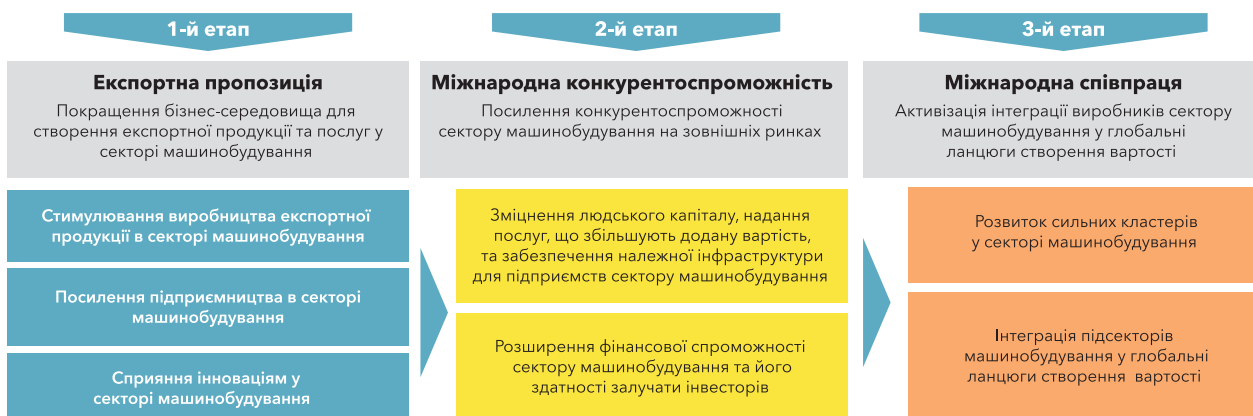 1-й етап
Експортна пропозиція
Покращення бізнес-середовища для
створення експортної продукції та послуг у
секторі машинобудування
Стимулювання виробництва експортної
продукції в секторі машинобудування
Посилення підприємництва в секторі
машинобудування
Сприяння інноваціям у
секторі машинобудування
2-й етап
Міжнародна конкурентоспроможність
Посилення конкурентоспроможності
сектору машинобудування на зовнішніх ринках
Зміцнення людського капіталу, надання
послуг, що збільшують додану вартість,
та забезпечення належної інфраструктури
для підприємств сектору машинобудування
Розширення фінансової спроможності
сектору машинобудування та його
здатності залучати інвесторів
3-й етап
Міжнародна співпраця
Активізація інтеграції виробників сектору
машинобудування у глобальні
ланцюги створення вартості
Розвиток сильних кластерів
у секторі машинобудування
Інтеграція підсекторів
машинобудування у глобальні
ланцюги створення вартості